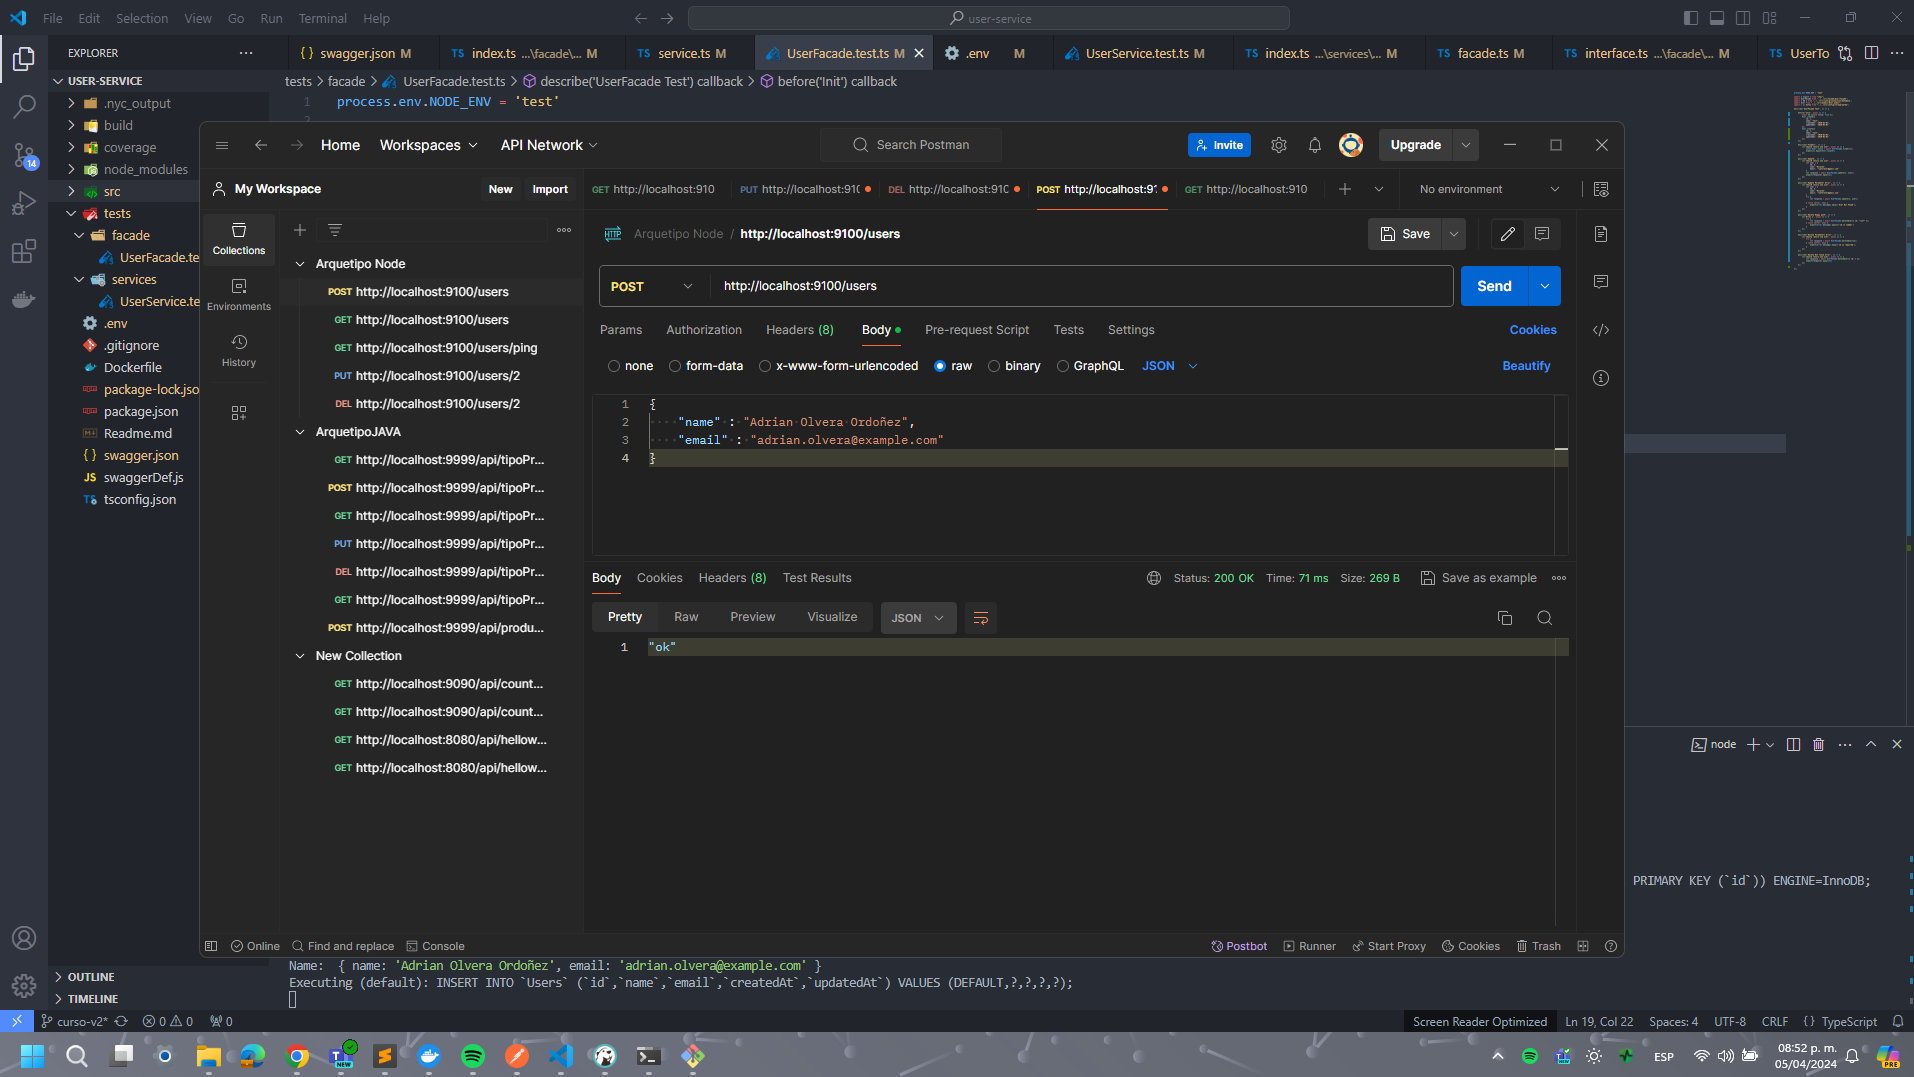 File Edit Selection View Go Run Terminal Help
user-service
EXPLORER
swagger.json M
index.ts ...\facade\... M
service.ts M
UserFacade.test.ts M
.env M
UserService.test.ts M
index.ts ...\services\... M
facade.ts M
interface.ts ...\facade\... M
UserTo
USER-SERVICE
tests > facade > UserFacade.test.ts > describe('UserFacade Test') callback > before('Init') callback
1 process.env.NODE_ENV = 'test'
2
.nyc_output
build
coverage
node_modules
src
tests
facade
UserFacade.te
services
UserService.te
.env
.gitignore
Dockerfile
package-lock.jso
package.json
Readme.md
swagger.json
swaggerDef.js
tsconfig.json
14
Home Workspaces API Network
Search Postman
Invite
Upgrade
My Workspace
New Import
GET http://localhost:910
PUT http://localhost:910
DEL http://localhost:910
POST http://localhost:91
GET http://localhost:910
No environment
Collections
Environments
History
Arquetipo Node
POST http://localhost:9100/users
GET http://localhost:9100/users
GET http://localhost:9100/users/ping
PUT http://localhost:9100/users/2
DEL http://localhost:9100/users/2
ArquetipoJAVA
GET http://localhost:9999/api/tipoPr...
POST http://localhost:9999/api/tipoPr...
GET http://localhost:9999/api/tipoPr...
PUT http://localhost:9999/api/tipoPr...
DEL http://localhost:9999/api/tipoPr...
GET http://localhost:9999/api/tipoPr...
POST http://localhost:9999/api/produ...
New Collection
GET http://localhost:9090/api/count...
GET http://localhost:9090/api/count...
GET http://localhost:8080/api/hellow...
GET http://localhost:8080/api/hellow...
HTTP Arquetipo Node / http://localhost:9100/users
Save
POST http://localhost:9100/users
Send
Params Authorization Headers (8) Body Pre-request Script Tests Settings
Cookies
none form-data x-www-form-urlencoded raw binary GraphQL JSON
Beautify
1 {
2 "name" : "Adrian Olvera Ordoñez",
3 "email" : "adrian.olvera@example.com"
4 }
Body Cookies Headers (8) Test Results
Status: 200 OK Time: 71 ms Size: 269 B Save as example
Pretty Raw Preview Visualize JSON
1 "ok"
Online Find and replace Console
Postbot Runner Start Proxy Cookies Trash
node
PRIMARY KEY (`id`)) ENGINE=InnoDB;
Name: { name: 'Adrian Olvera Ordoñez', email: 'adrian.olvera@example.com' }
Executing (default): INSERT INTO `Users` (`id`,`name`,`email`,`createdAt`,`updatedAt`) VALUES (DEFAULT,?,?,?,?);
OUTLINE
TIMELINE
curso-v2* 0 0 0
Screen Reader Optimized Ln 19, Col 22 Spaces: 4 UTF-8 CRLF {} TypeScript
NEW
ESP
08:52 p. m.
05/04/2024
PRE